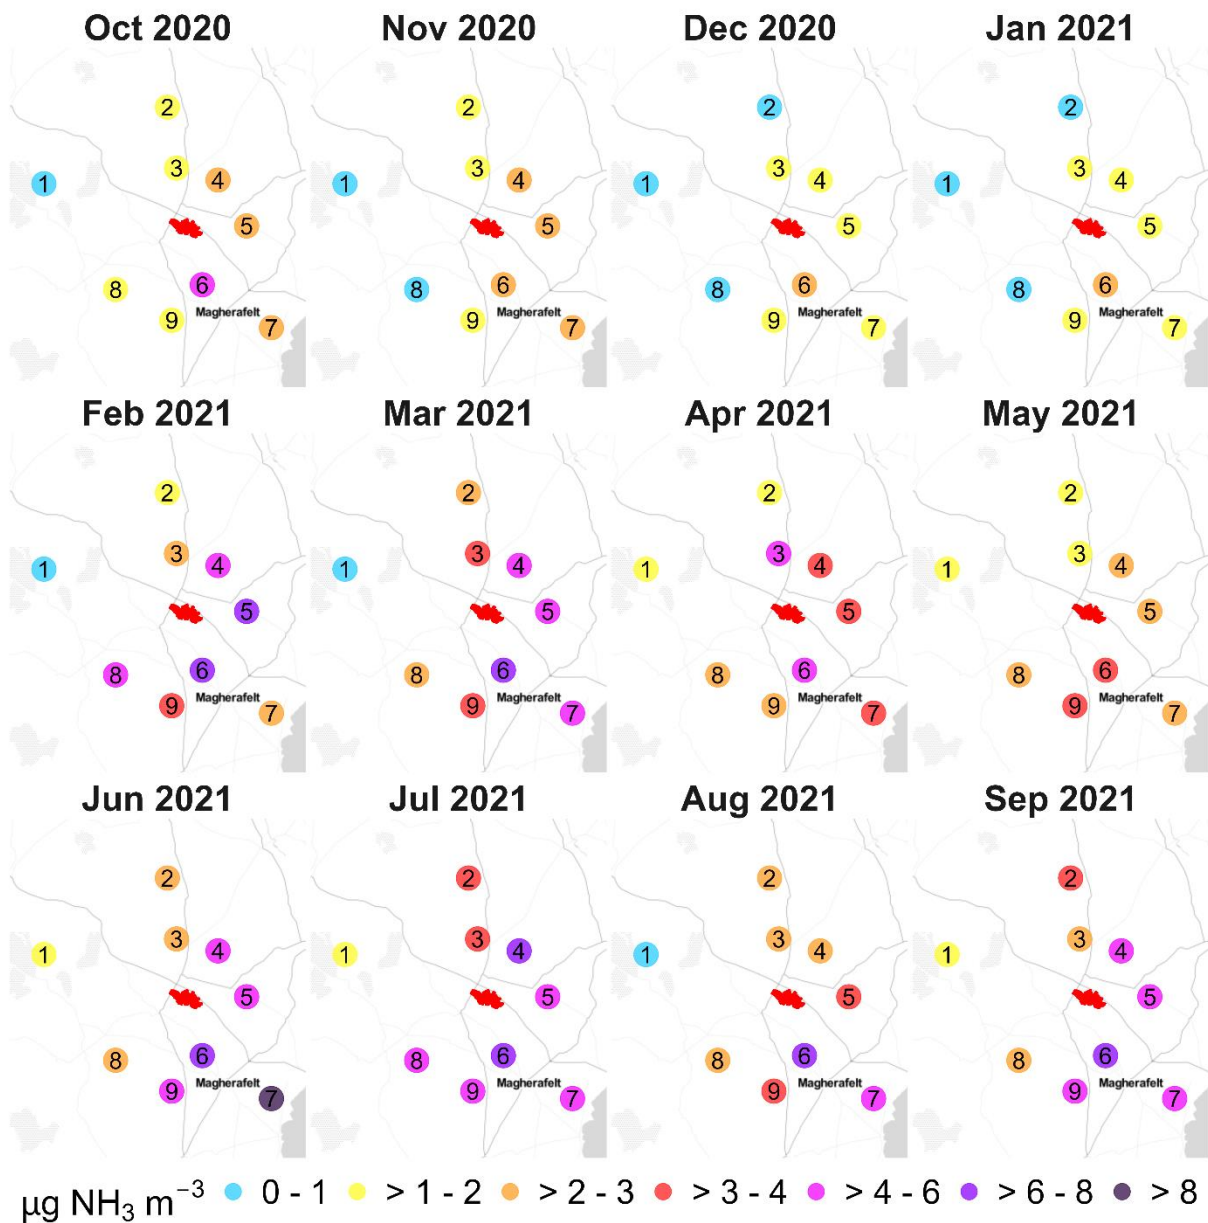 Oct 2020 Nov 2020 Dec 2020 Jan 2021
2 2 2 2
3 4 3 4 3 4 3 4
1 1 1 1
5 5 5 5
8 6 8 6 8 6 8 6
Magherafelt Magherafelt Magherafelt Magherafelt
9 7 9 7 9 7 9 7
Feb 2021 Mar 2021 Apr 2021 May 2021
2 2 2 2
3 4 3 4 3 4 3 4
1 1 1 1
5 5 5 5
8 6 8 6 8 6 8 6
Magherafelt Magherafelt Magherafelt Magherafelt
9 7 9 7 9 7 9 7
Jun 2021 Jul 2021 Aug 2021 Sep 2021
2 2 2 2
3 4 3 4 3 4 3 4
1 1 1 1
5 5 5 5
8 6 8 6 8 6 8 6
Magherafelt Magherafelt Magherafelt Magherafelt
9 7 9 7 9 7 9 7
µg NH₃ m⁻³ 0 - 1 > 1 - 2 > 2 - 3 > 3 - 4 > 4 - 6 > 6 - 8 > 8